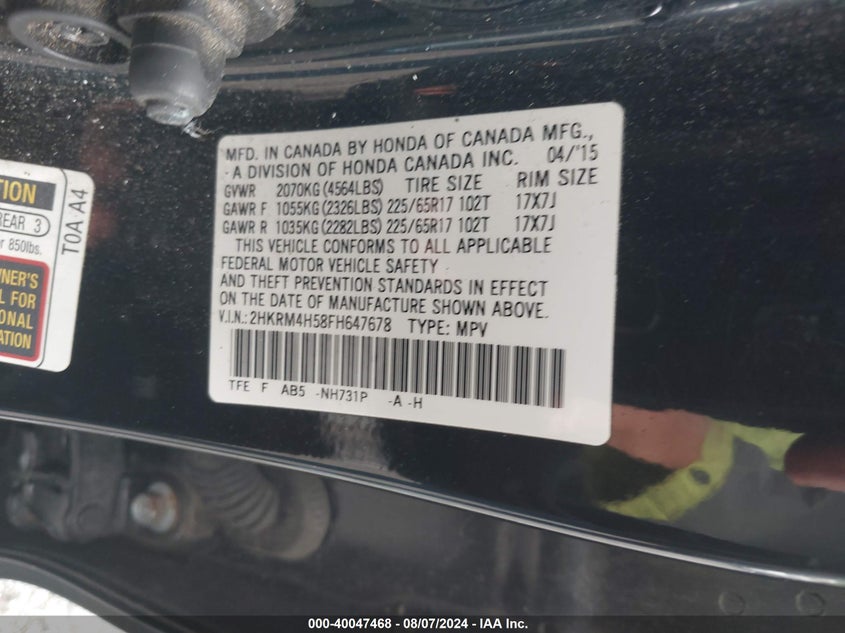 MFD. IN CANADA BY HONDA OF CANADA MFG.,
- A DIVISION OF HONDA CANADA INC. 04/'15
GVWR 2070KG (4564LBS) TIRE SIZE RIM SIZE
GAWR F 1055KG (2326LBS) 225/65R17 102T 17X7J
GAWR R 1035KG (2282LBS) 225/65R17 102T 17X7J
THIS VEHICLE CONFORMS TO ALL APPLICABLE
FEDERAL MOTOR VEHICLE SAFETY
AND THEFT PREVENTION STANDARDS IN EFFECT
ON THE DATE OF MANUFACTURE SHOWN ABOVE.
V.I.N.: 2HKRM4H58FH647678 TYPE: MPV
TFE F AB5 -NH731P -A -H
TION
REAR 3
or 850lbs.
T0A A4
WNER'S
L FOR
IONAL
ATION
000-40047468 - 08/07/2024 - IAA Inc.